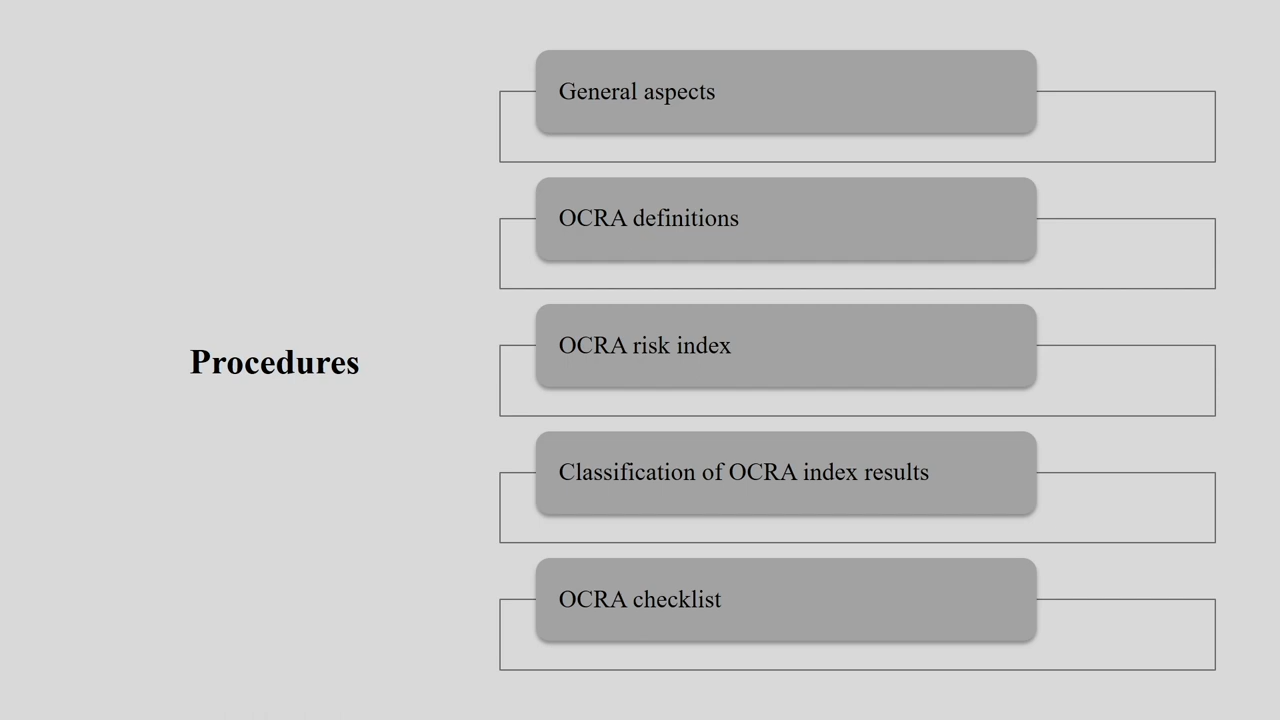 Procedures
General aspects
OCRA definitions
OCRA risk index
Classification of OCRA index results
OCRA checklist